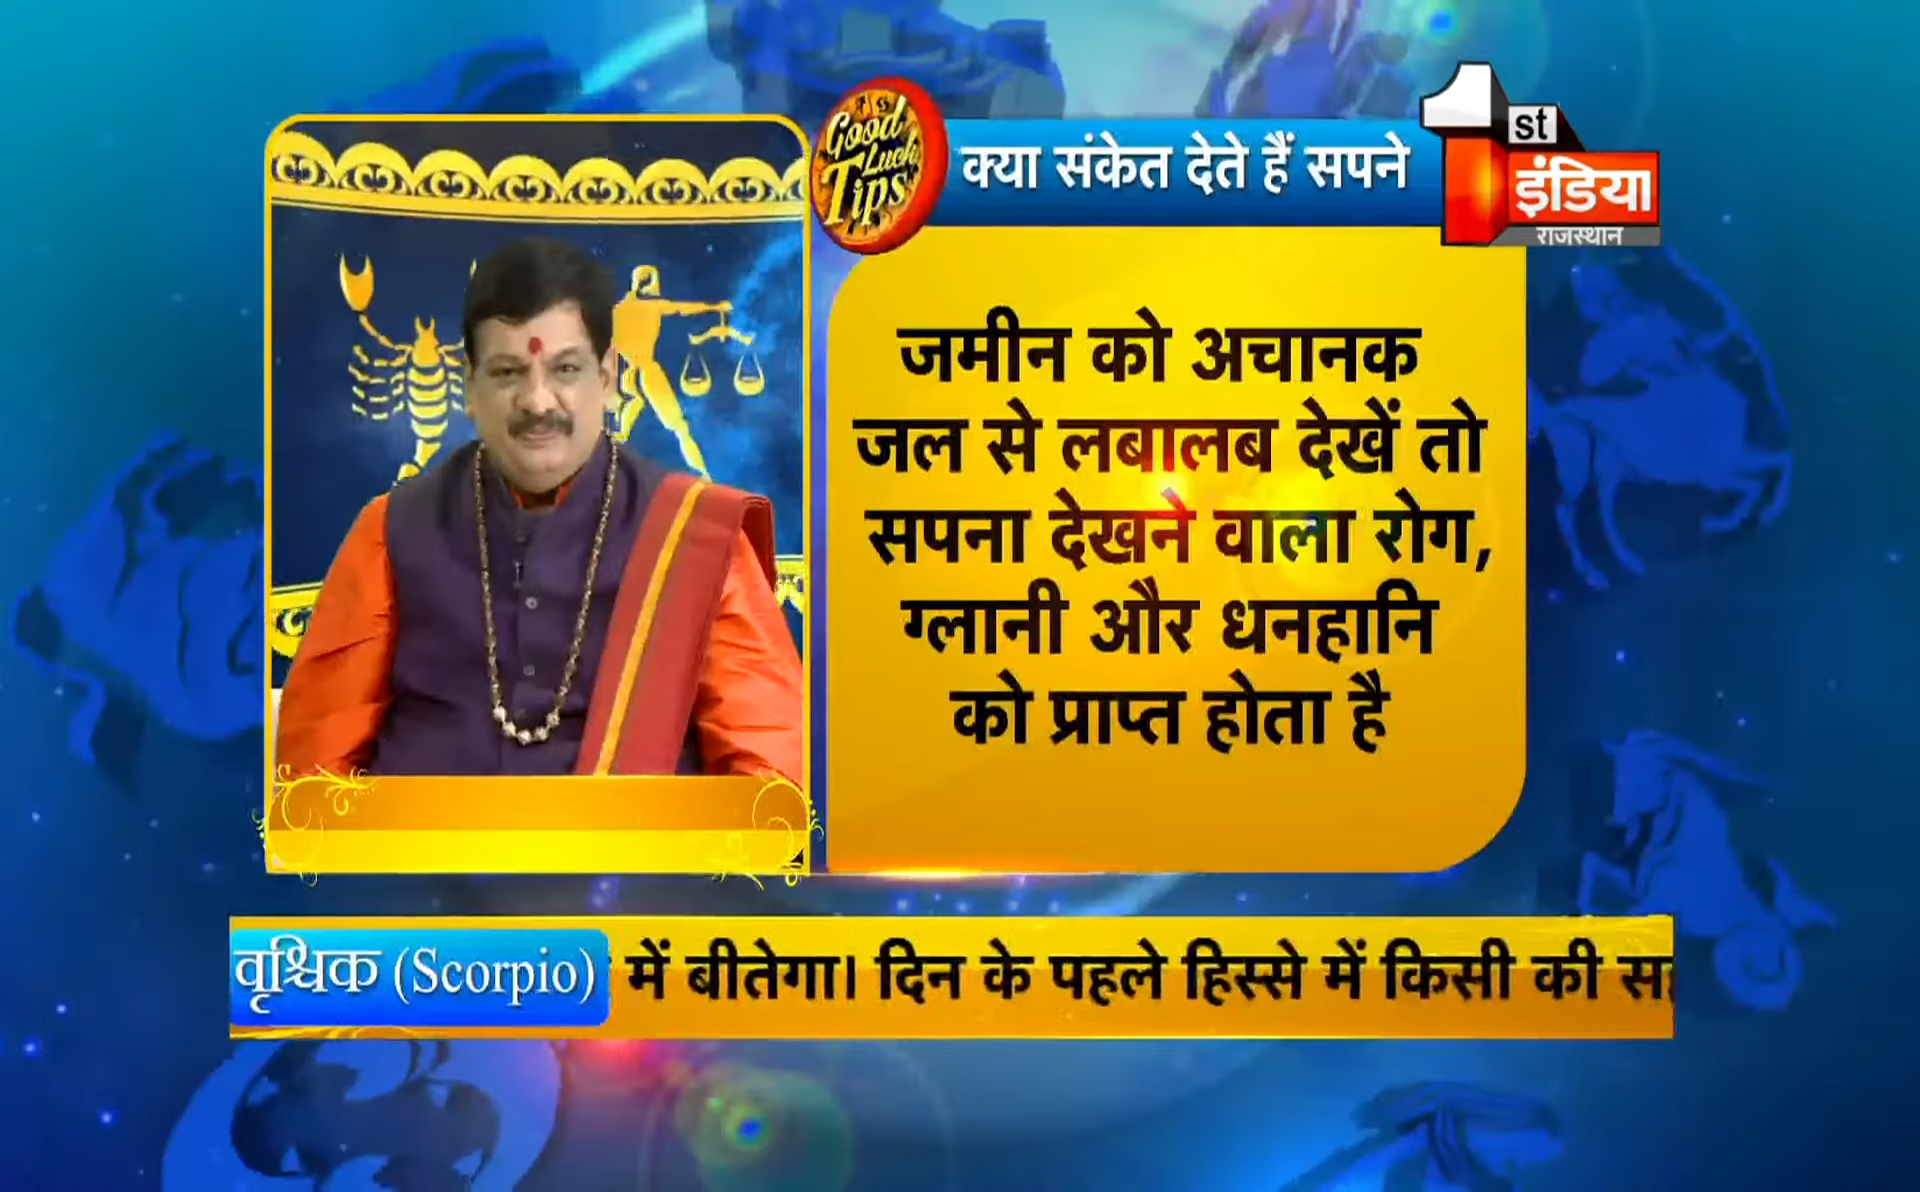 Good
Luck
Tips
क्या संकेत देते हैं सपने
1st
इंडिया
राजस्थान
जमीन को अचानक
जल से लबालब देखें तो
सपना देखने वाला रोग,
ग्लानी और धनहानि
को प्राप्त होता है
वृश्चिक (Scorpio) में बीतेगा। दिन के पहले हिस्से में किसी की